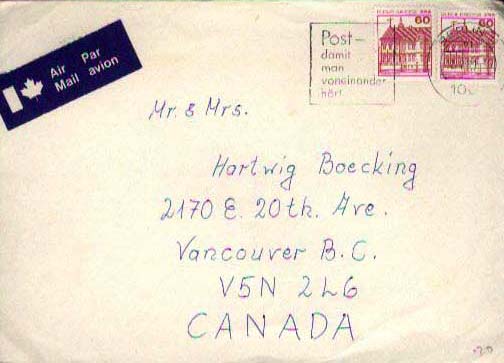 Air Par
Mail avion
Post-
damit
man
voneinander
hört
60
60
Mr. & Mrs.
Hartwig Boecking
2170 E. 20th. Ave.
Vancouver B.C.
V5N 2L6
CANADA